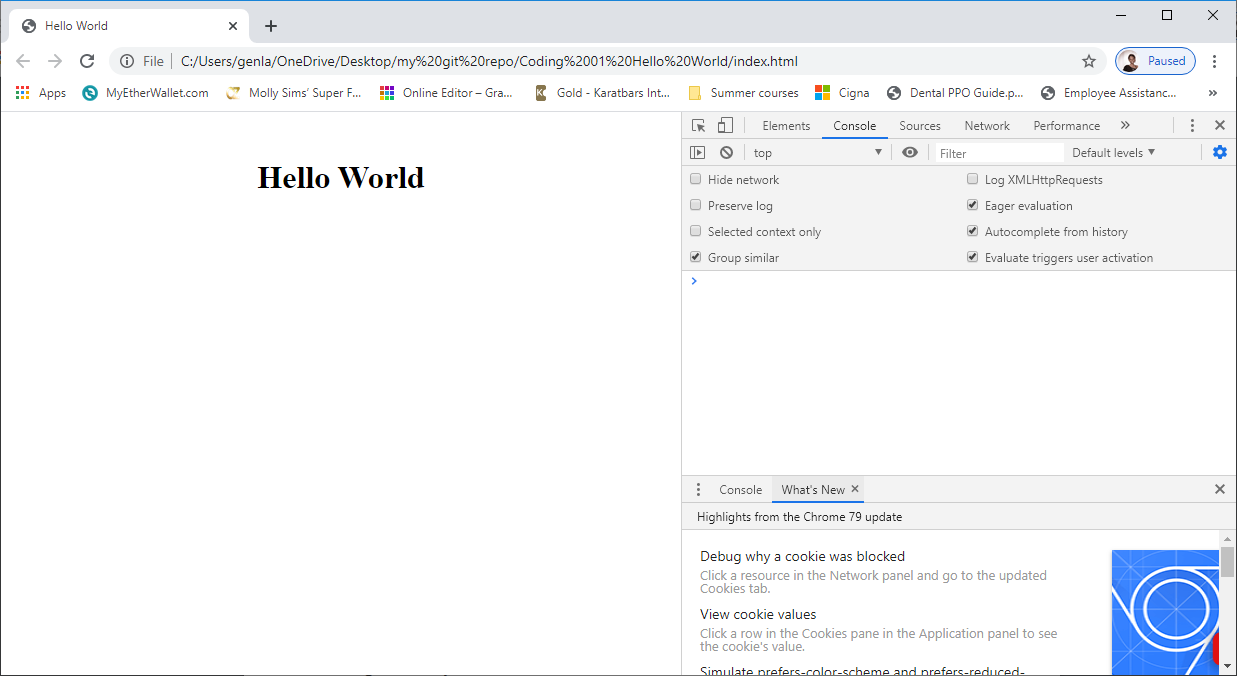 Hello World
File
C:/Users/genla/OneDrive/Desktop/my%20git%20repo/Coding%2001%20Hello%20World/index.html
Paused
Apps
MyEtherWallet.com
Molly Sims' Super F...
Online Editor – Gra...
Gold - Karatbars Int...
Summer courses
Cigna
Dental PPO Guide.p...
Employee Assistanc...
»
Hello World
Elements Console Sources Network Performance »
top Filter Default levels
Hide network
Log XMLHttpRequests
Preserve log
Eager evaluation
Selected context only
Autocomplete from history
Group similar
Evaluate triggers user activation
Console What's New
Highlights from the Chrome 79 update
Debug why a cookie was blocked
Click a resource in the Network panel and go to the updated
Cookies tab.
View cookie values
Click a row in the Cookies pane in the Application panel to see
the cookie's value.
Simulate prefers-color-scheme and prefers-reduced-